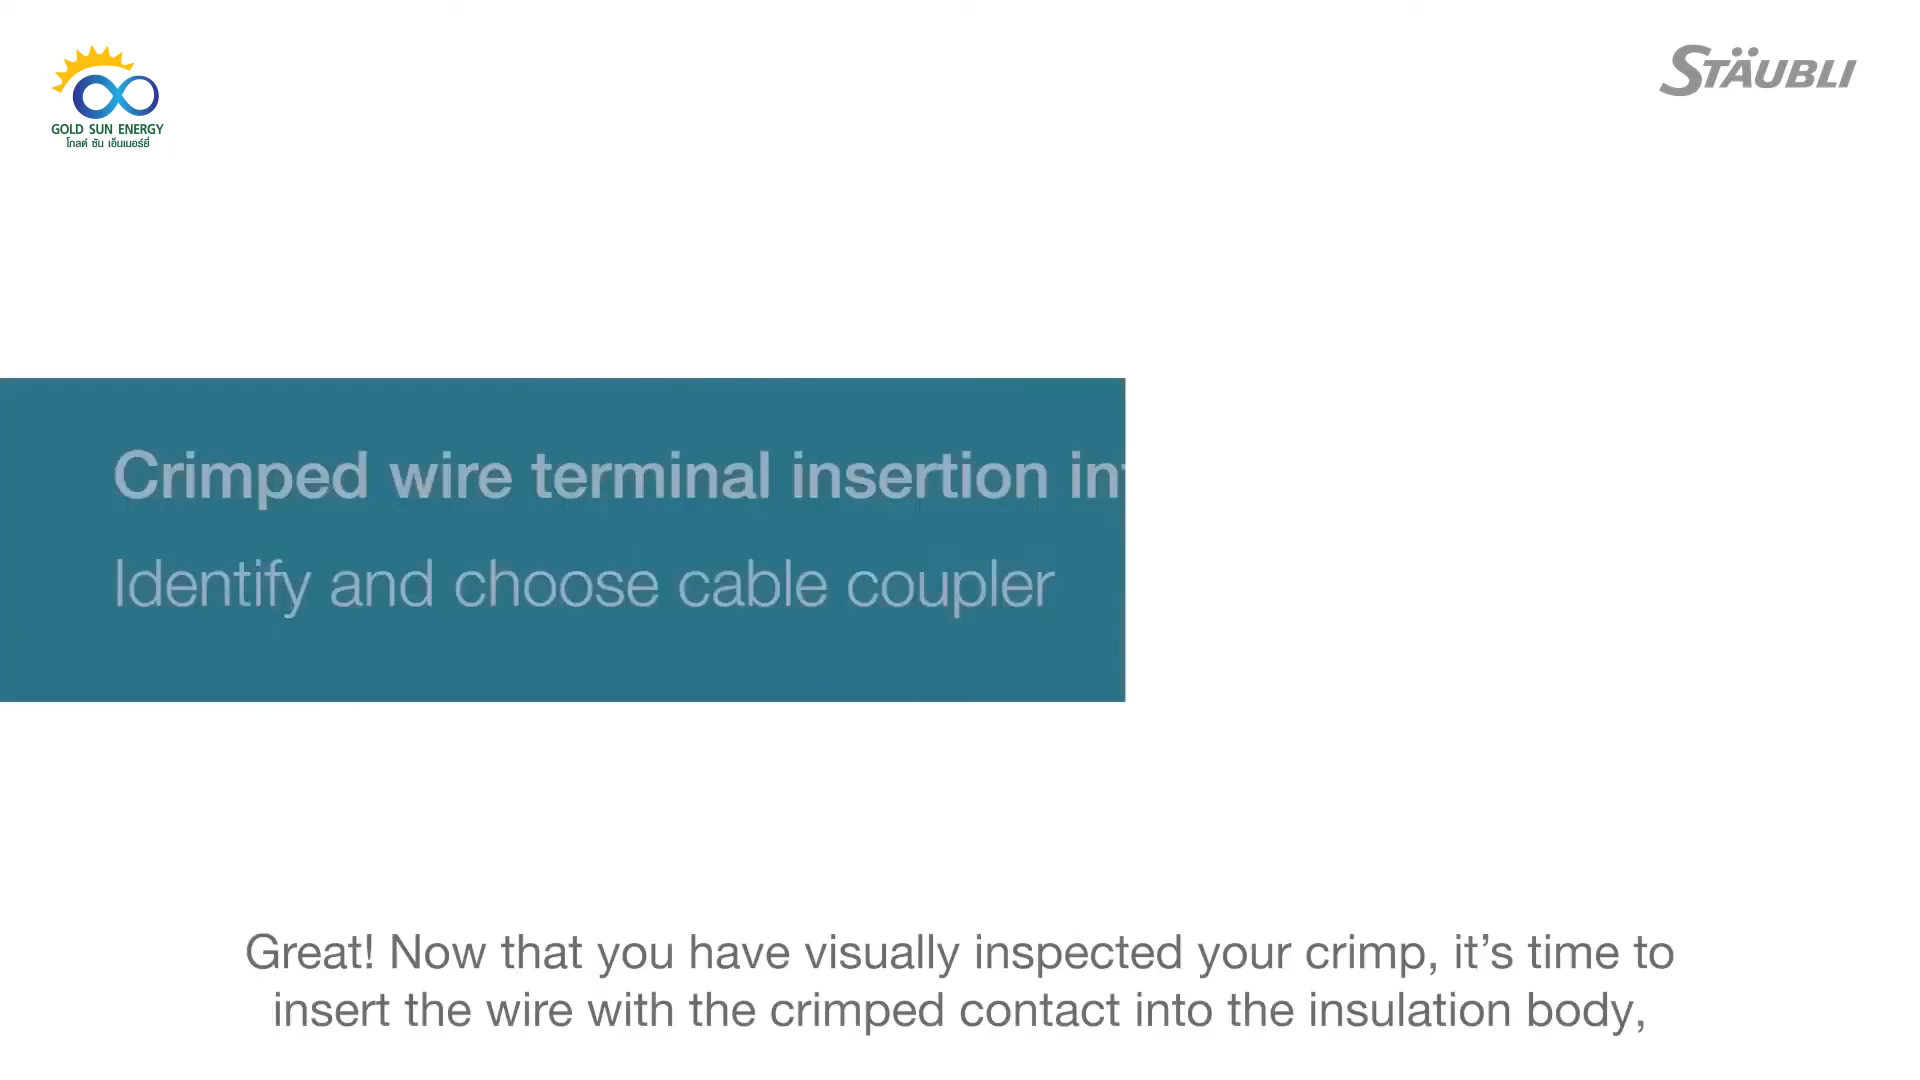 GOLD SUN ENERGY
โกลด์ ซัน เอ็นเนอร์ยี่
STÄUBLI
Crimped wire terminal insertion
Identify and choose cable coupler
Great! Now that you have visually inspected your crimp, it’s time to
insert the wire with the crimped contact into the insulation body,